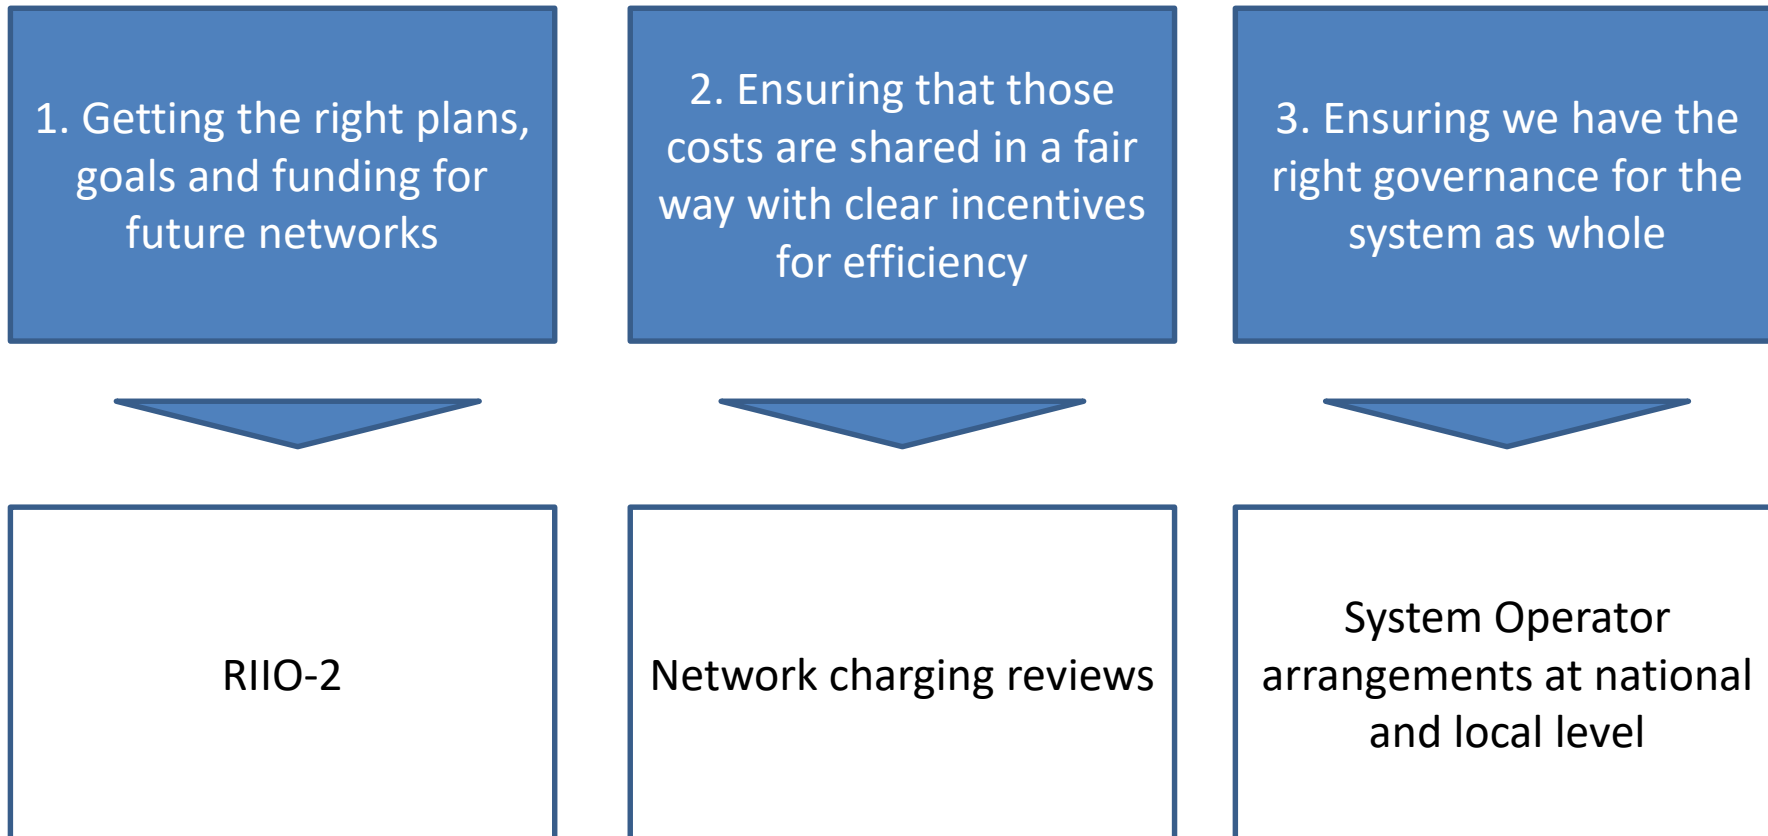 1. Getting the right plans,
goals and funding for
future networks
2. Ensuring that those
costs are shared in a fair
way with clear incentives
for efficiency
3. Ensuring we have the
right governance for the
system as whole
RIIO-2
Network charging reviews
System Operator
arrangements at national
and local level